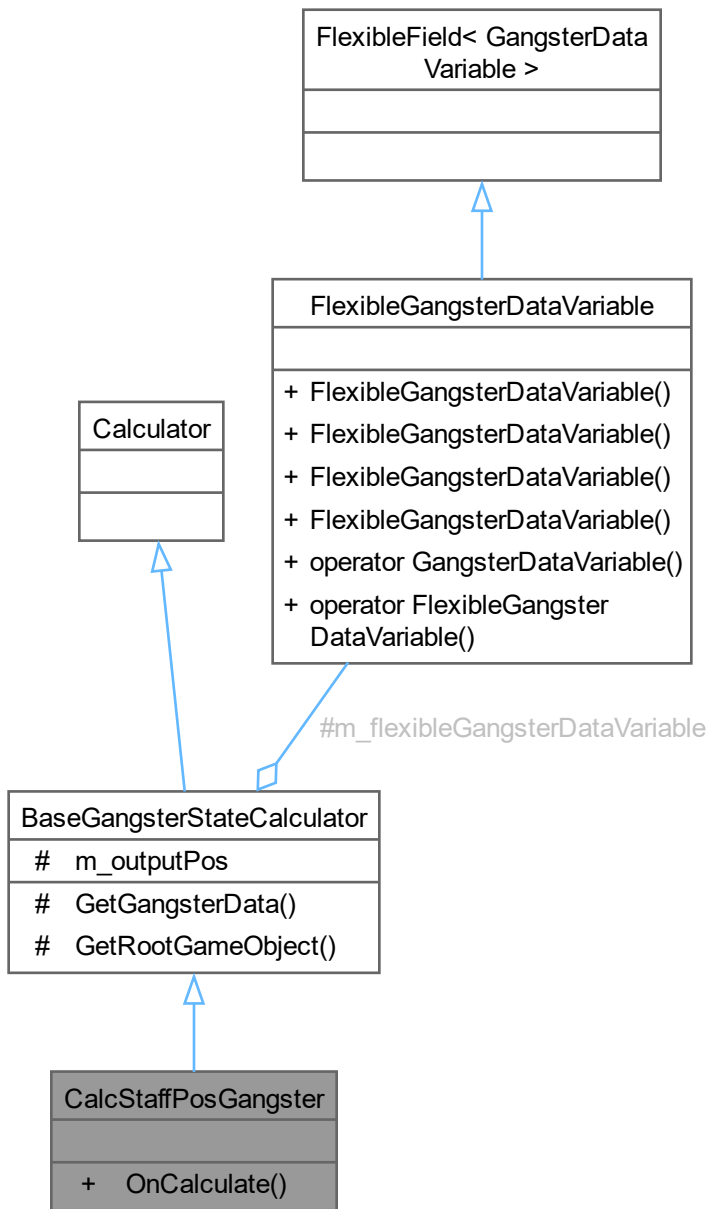 FlexibleField< GangsterData
Variable >
FlexibleGangsterDataVariable
+ FlexibleGangsterDataVariable()
+ FlexibleGangsterDataVariable()
+ FlexibleGangsterDataVariable()
+ FlexibleGangsterDataVariable()
+ operator GangsterDataVariable()
+ operator FlexibleGangster
DataVariable()
Calculator
#m_flexibleGangsterDataVariable
BaseGangsterStateCalculator
# m_outputPos
# GetGangsterData()
# GetRootGameObject()
CalcStaffPosGangster
+ OnCalculate()